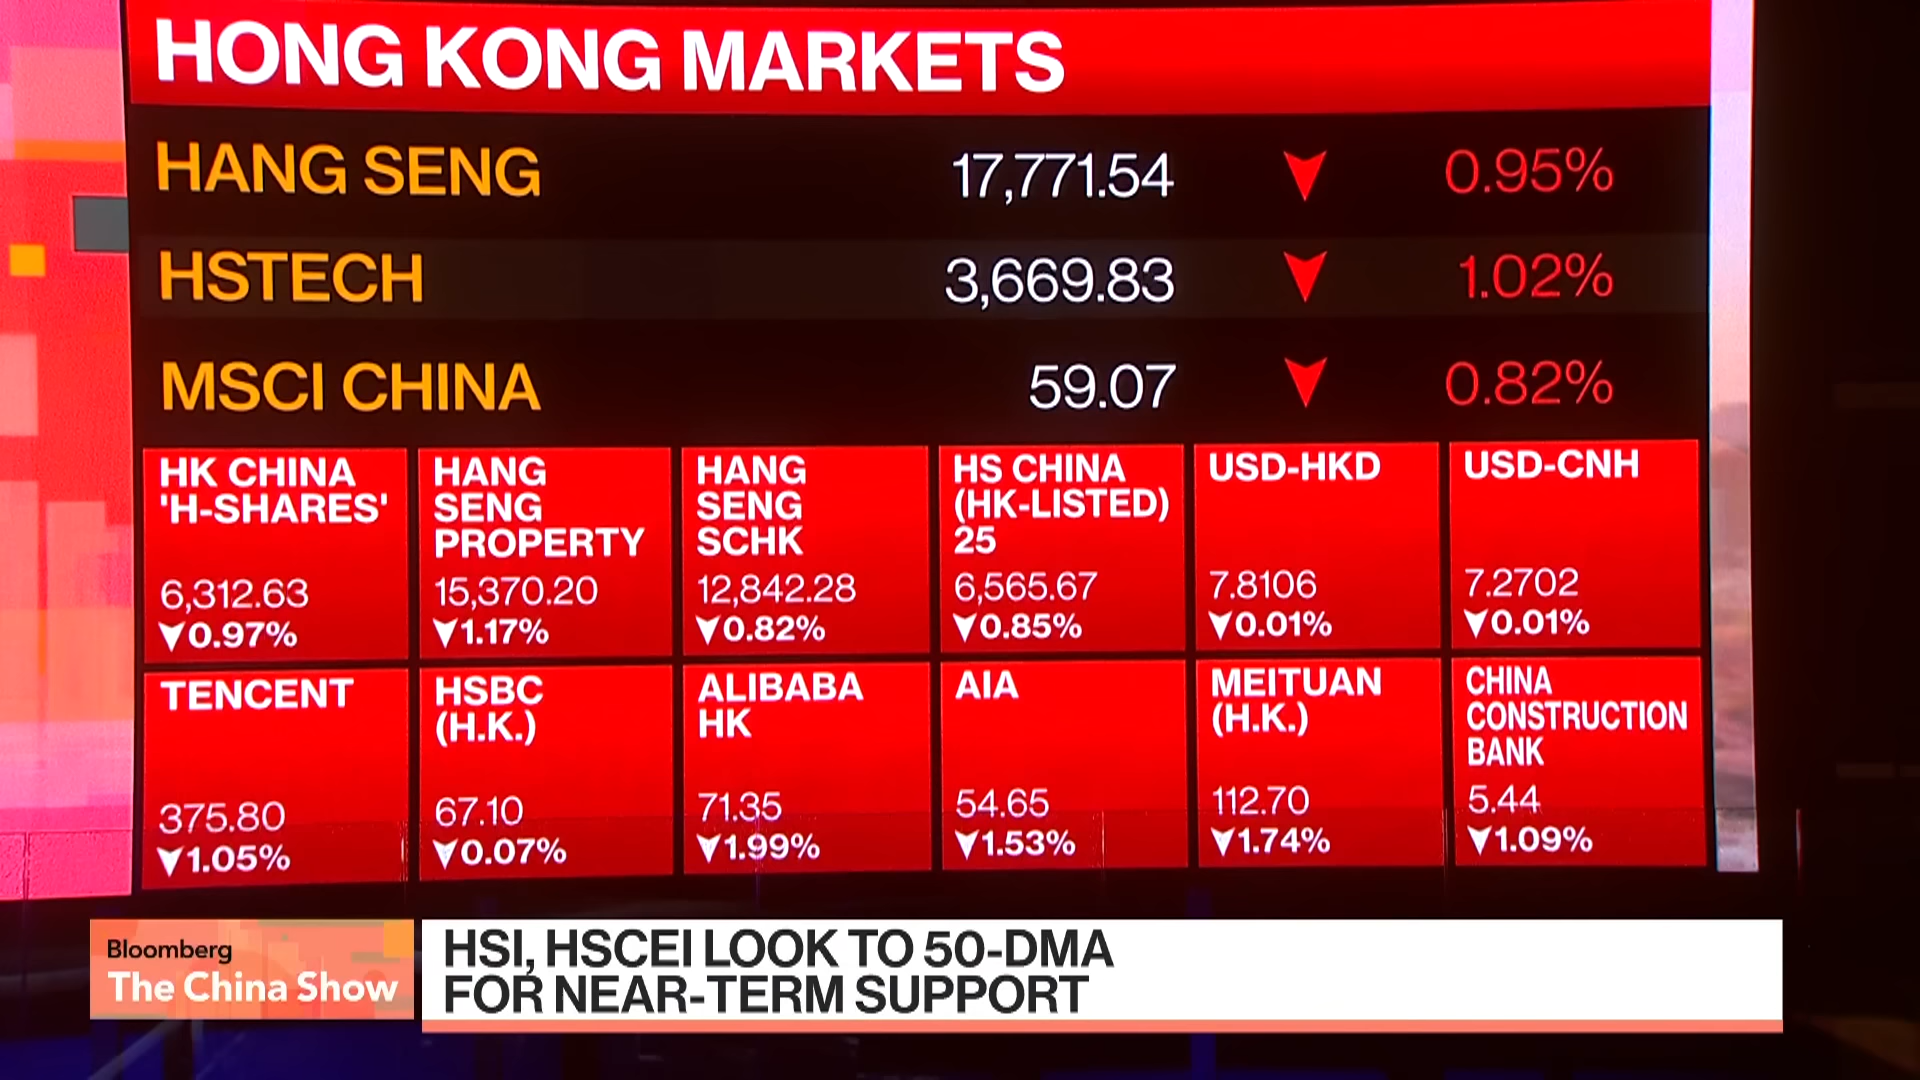 HONG KONG MARKETS
HANG SENG 17,771.54 ▼ 0.95%
HSTECH 3,669.83 ▼ 1.02%
MSCI CHINA 59.07 ▼ 0.82%
HK CHINA
'H-SHARES'
6,312.63
▼0.97%
HANG
SENG
PROPERTY
15,370.20
▼1.17%
HANG
SENG
SCHK
12,842.28
▼0.82%
HS CHINA
(HK-LISTED)
25
6,565.67
▼0.85%
USD-HKD
7.8106
▼0.01%
USD-CNH
7.2702
▼0.01%
TENCENT
375.80
▼1.05%
HSBC
(H.K.)
67.10
▼0.07%
ALIBABA
HK
71.35
▼1.99%
AIA
54.65
▼1.53%
MEITUAN
(H.K.)
112.70
▼1.74%
CHINA
CONSTRUCTION
BANK
5.44
▼1.09%
Bloomberg
The China Show
HSI, HSCEI LOOK TO 50-DMA
FOR NEAR-TERM SUPPORT